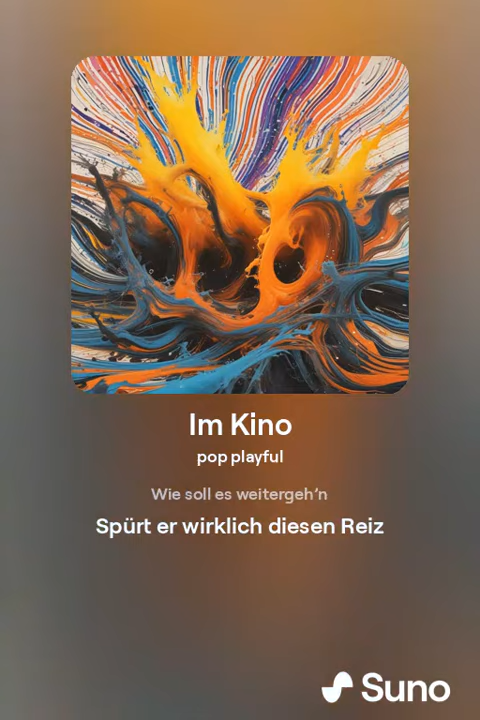 Im Kino
pop playful
Wie soll es weitergeh’n
Spürt er wirklich diesen Reiz
Suno